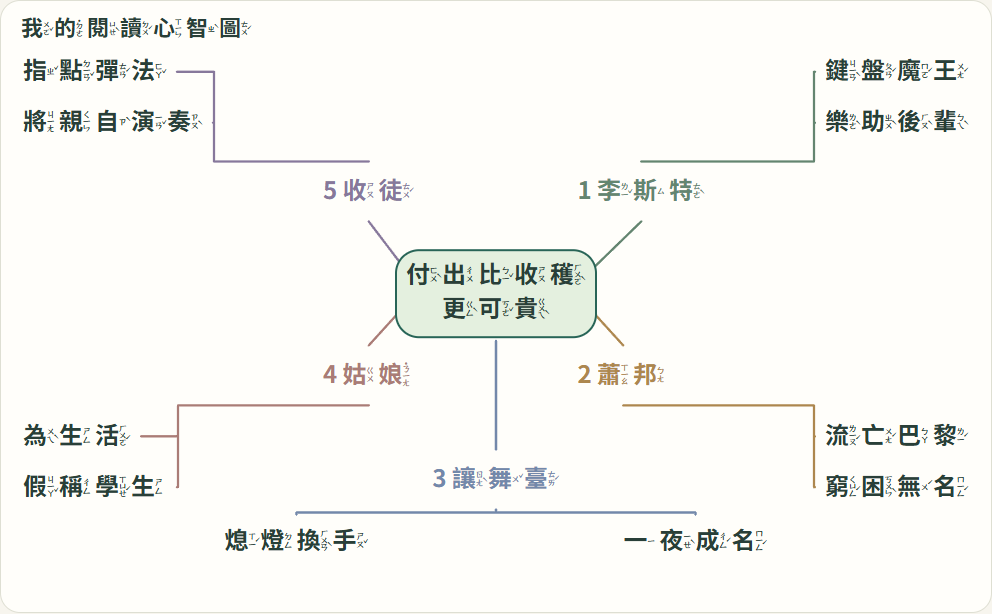 我的閱讀心智圖
指點彈法
將親自演奏
鍵盤魔王
樂助後輩
5 收徒
1 李斯特
付出比收穫
更可貴
4 姑娘
2 蕭邦
為生活
假稱學生
流亡巴黎
窮困無名
3 讓舞臺
熄燈換手
一夜成名